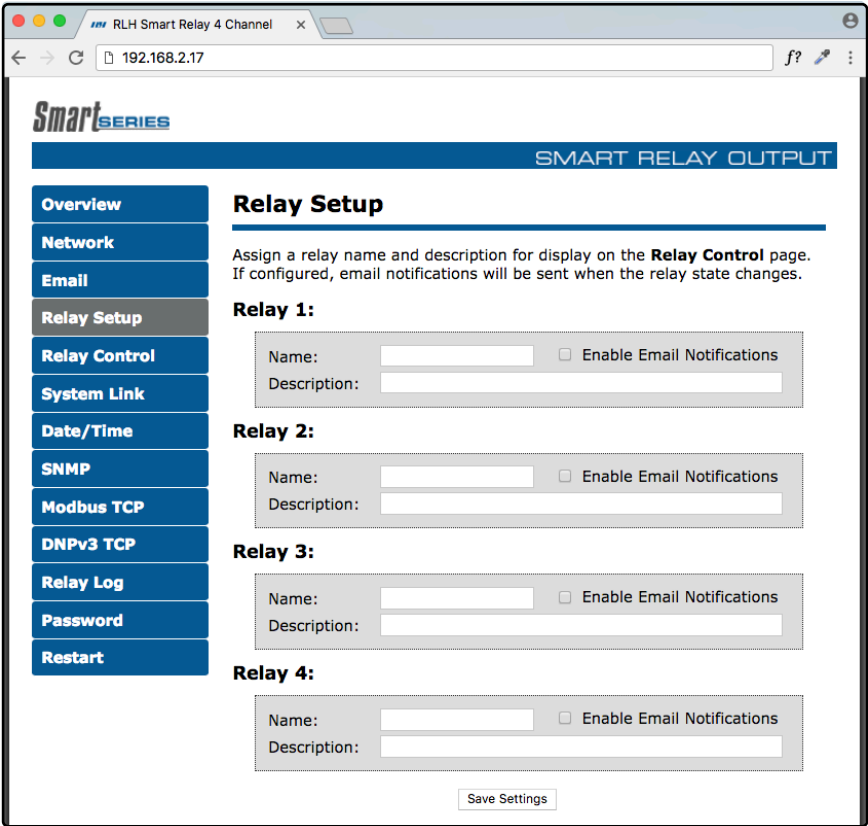 RLH Smart Relay 4 Channel
192.168.2.17
f?
Smart SERIES
SMART RELAY OUTPUT
Overview
Network
Email
Relay Setup
Relay Control
System Link
Date/Time
SNMP
Modbus TCP
DNPv3 TCP
Relay Log
Password
Restart
Relay Setup
Assign a relay name and description for display on the Relay Control page.
If configured, email notifications will be sent when the relay state changes.
Relay 1:
Name: Enable Email Notifications
Description:
Relay 2:
Name: Enable Email Notifications
Description:
Relay 3:
Name: Enable Email Notifications
Description:
Relay 4:
Name: Enable Email Notifications
Description:
Save Settings